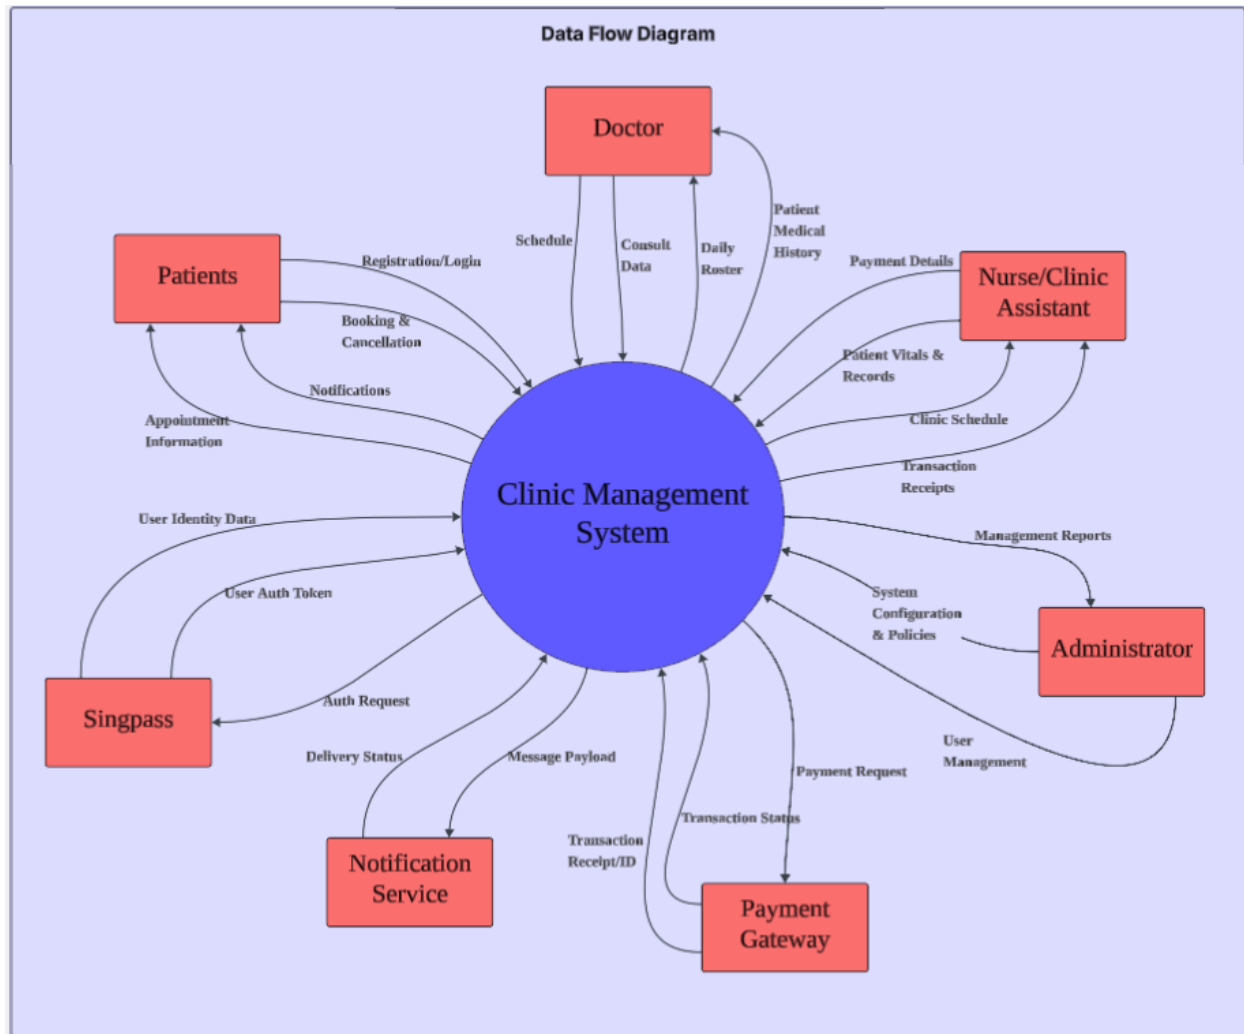 Data Flow Diagram
Doctor
Schedule
Consult
Data
Daily
Roster
Patient
Medical
History
Patients
Registration/Login
Booking &
Cancellation
Notifications
Appointment
Information
Payment Details
Nurse/Clinic
Assistant
Patient Vitals &
Records
Clinic Schedule
Transaction
Receipts
Clinic Management
System
User Identity Data
User Auth Token
Singpass
Auth Request
Management Reports
System
Configuration
& Policies
Administrator
User
Management
Delivery Status
Message Payload
Notification
Service
Payment Request
Transaction Status
Transaction
Receipt/ID
Payment
Gateway